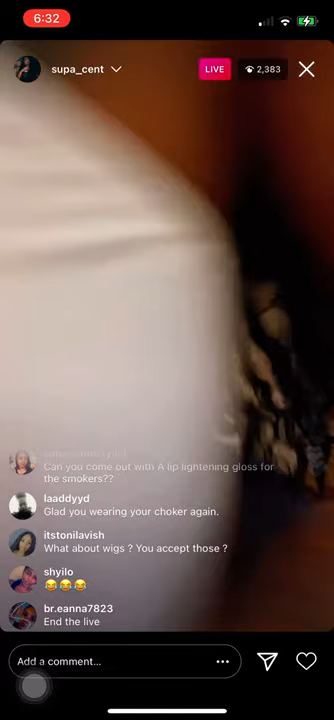 6:32
supa_cent
LIVE
2,383
Can you come out with A lip lightening gloss for
the smokers??
laaddyyd
Glad you wearing your choker again.
itstonilavish
What about wigs ? You accept those ?
shyilo
😂😂😂
br.eanna7823
End the live
Add a comment...